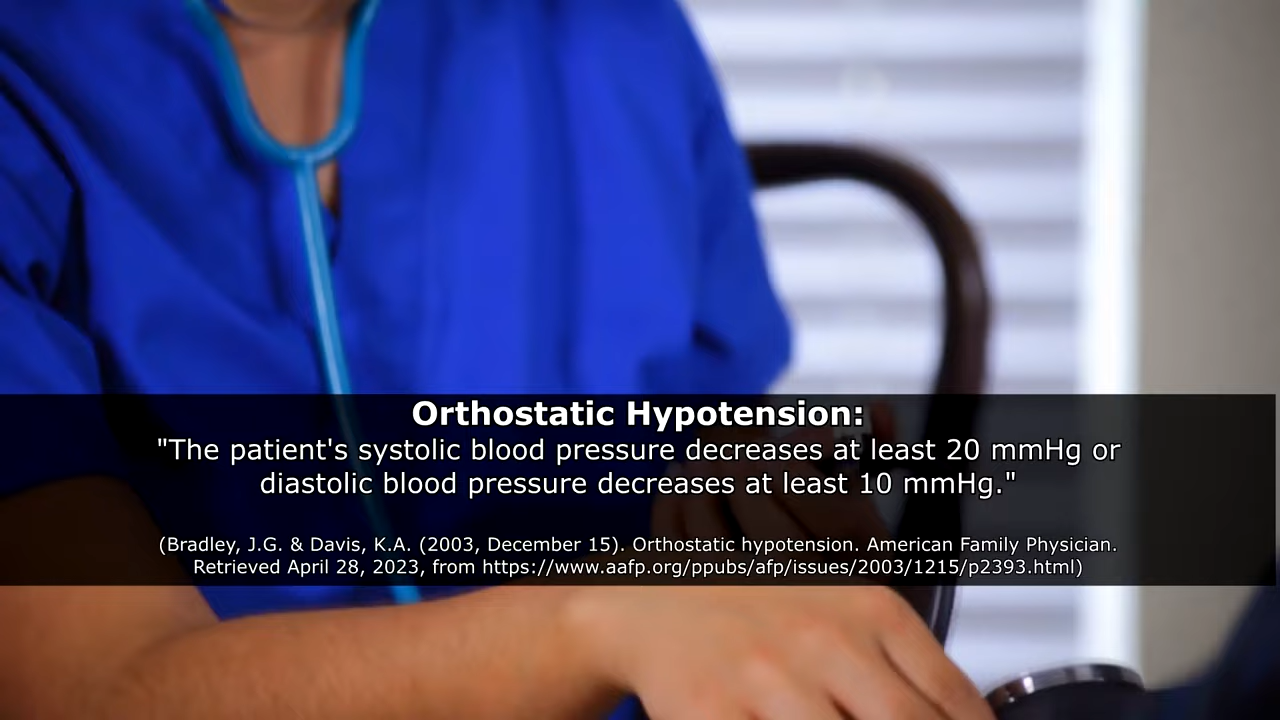 Orthostatic Hypotension:
"The patient's systolic blood pressure decreases at least 20 mmHg or
diastolic blood pressure decreases at least 10 mmHg."
(Bradley, J.G. & Davis, K.A. (2003, December 15). Orthostatic hypotension. American Family Physician.
Retrieved April 28, 2023, from https://www.aafp.org/ppubs/afp/issues/2003/1215/p2393.html)